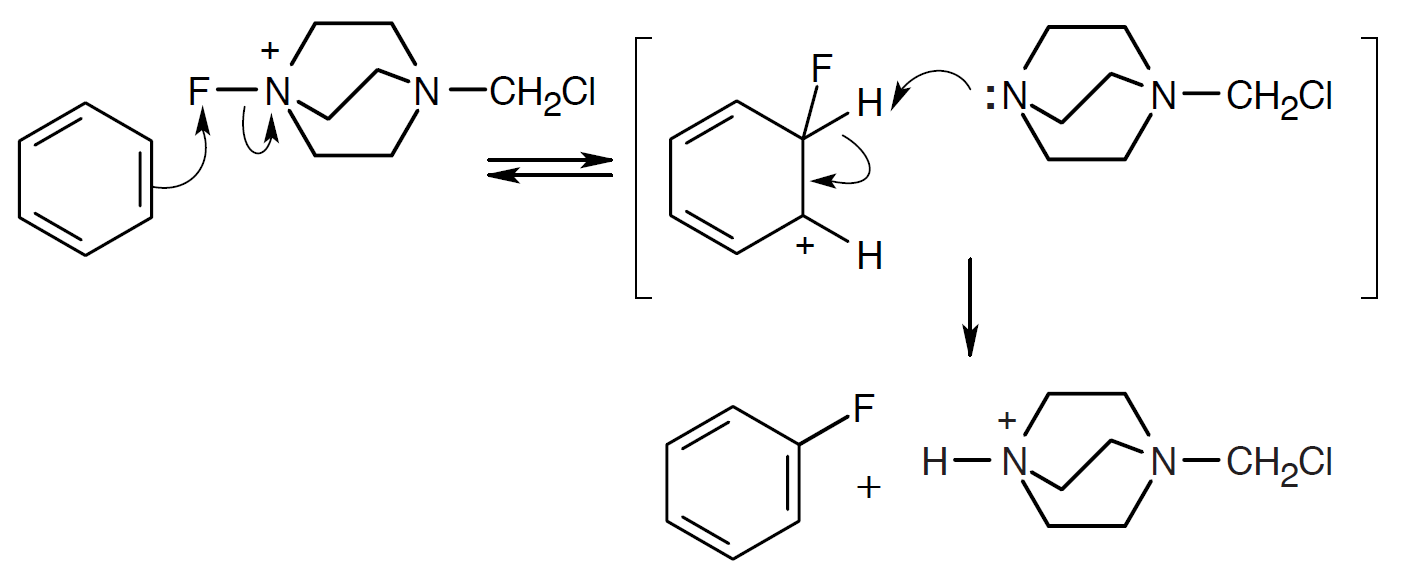 +
F N N CH2Cl
F
H :N N CH2Cl
+ H
F
+
+
H N N CH2Cl